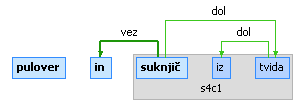 dol
vez
dol
pulover in suknjič iz tvida
s4c1